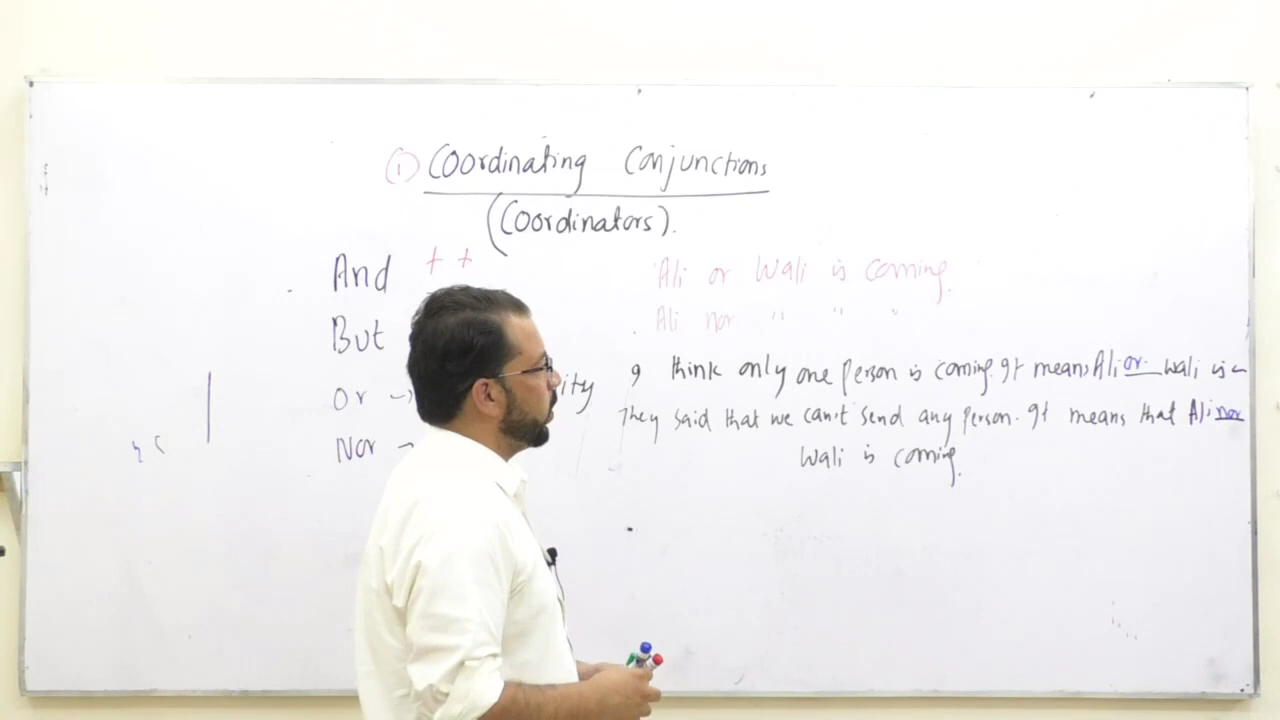 ① Coordinating Conjunctions
(Coordinators).
And + +
But
Or →
Nor →
Ali or Wali is coming.
Ali nor " " "
I think only one person is coming. It means Ali or Wali is
They said that we can't send any person. It means that Ali nor
Wali is coming.